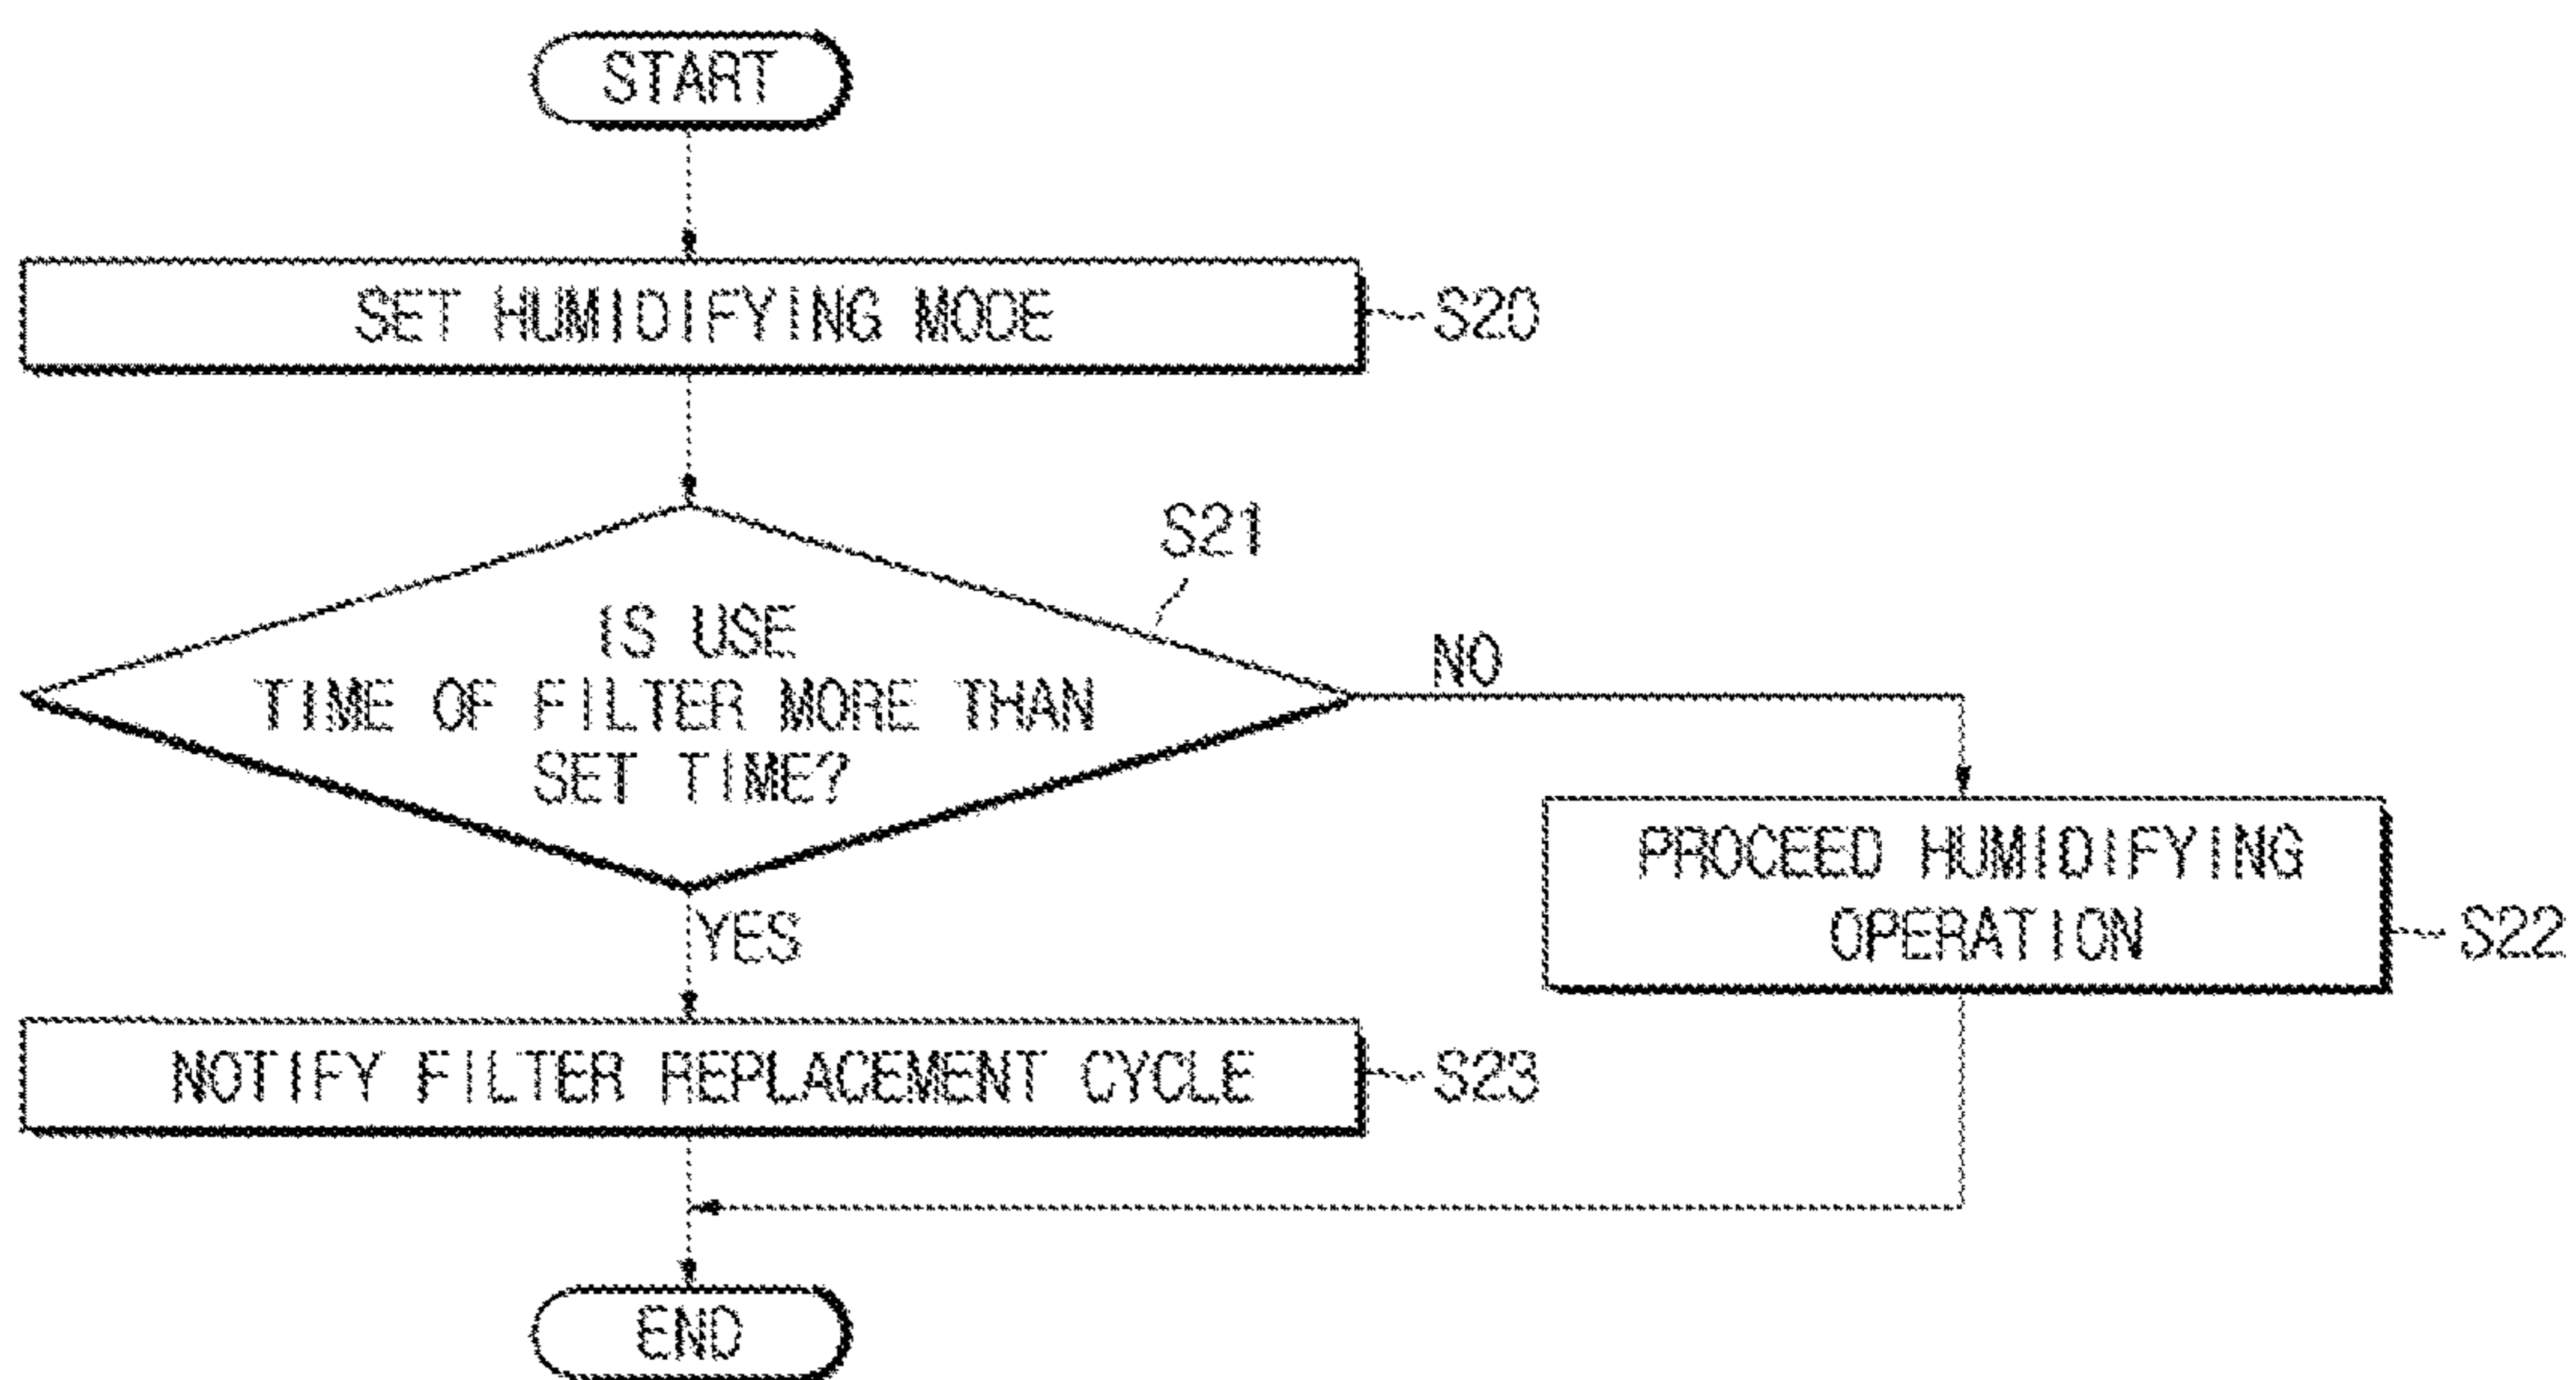 START
SET HUMIDIFYING MODE
S20
S21
IS USE
TIME OF FILTER MORE THAN
SET TIME?
NO
PROCEED HUMIDIFYING
OPERATION
S22
YES
NOTIFY FILTER REPLACEMENT CYCLE
S23
END